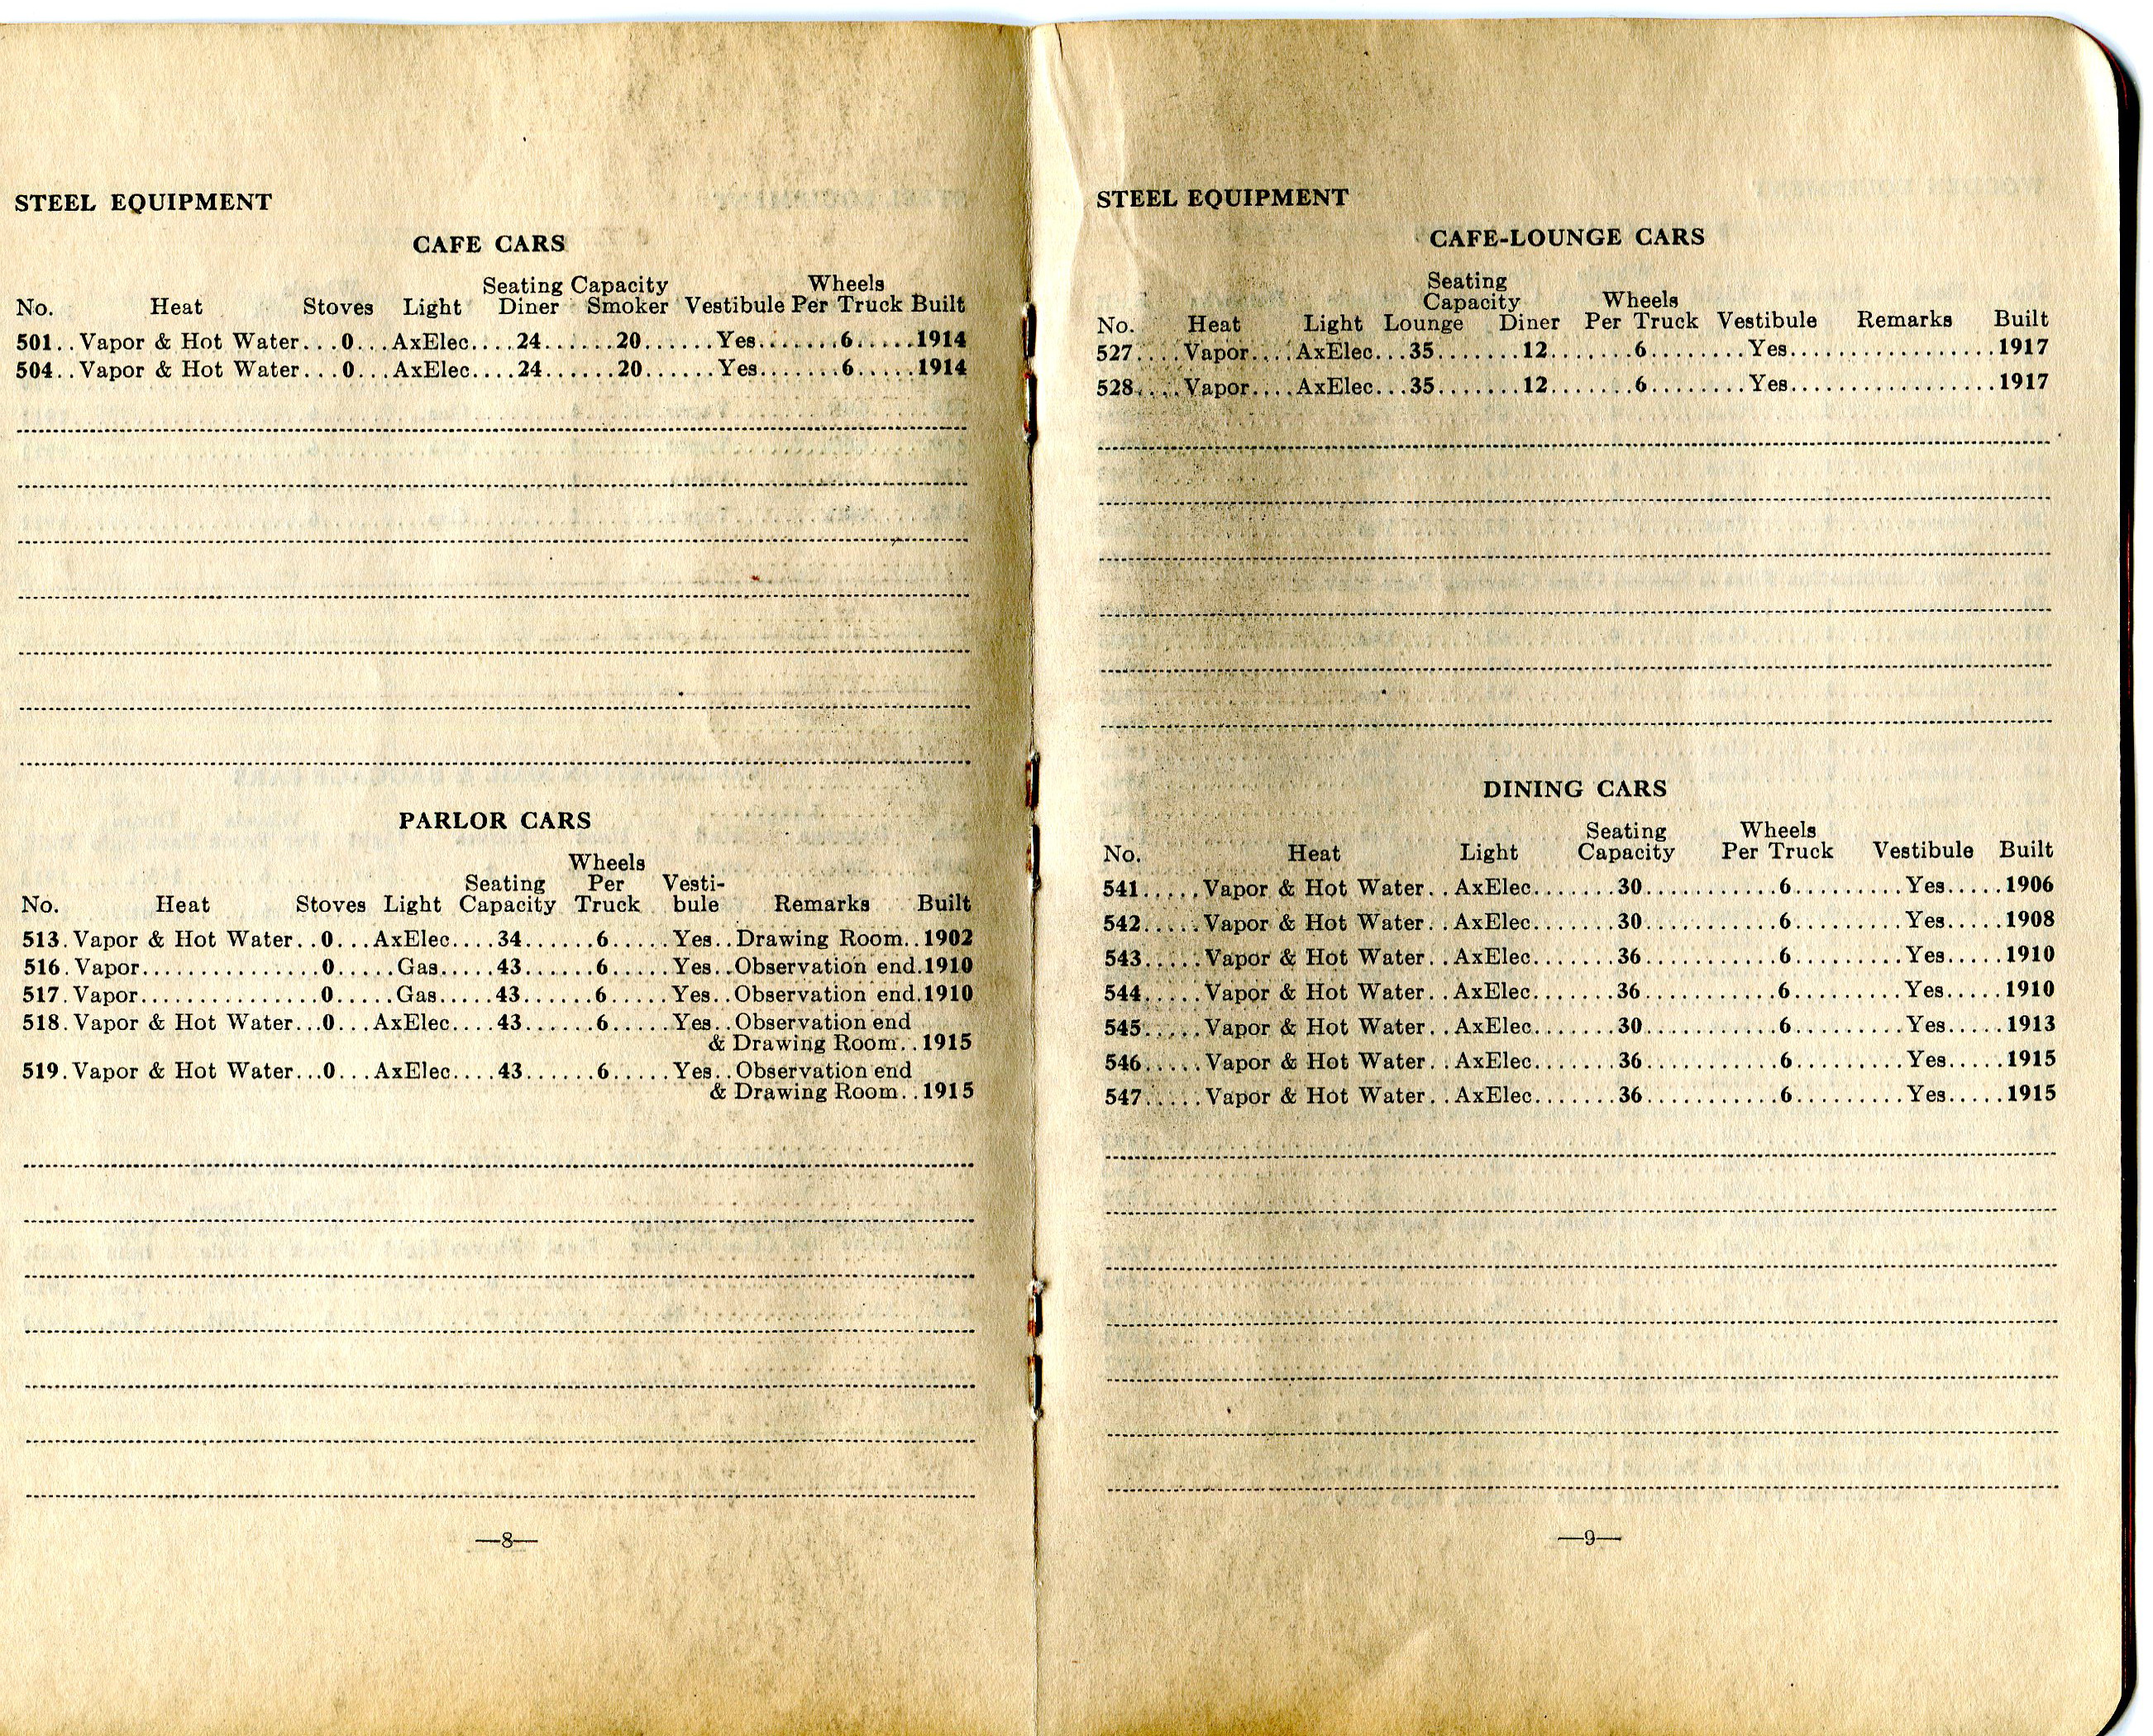 STEEL EQUIPMENT
CAFE CARS
Seating Capacity Wheels
No. Heat Stoves Light Diner Smoker Vestibule Per Truck Built
501..Vapor & Hot Water...0...AxElec....24......20......Yes.......6......1914
504..Vapor & Hot Water...0...AxElec....24......20......Yes.......6......1914
PARLOR CARS
Wheels
Seating Per Vesti-
No. Heat Stoves Light Capacity Truck bule Remarks Built
513.Vapor & Hot Water..0...AxElec....34......6.....Yes..Drawing Room..1902
516.Vapor...............0.....Gas.....43......6.....Yes..Observation end.1910
517.Vapor...............0.....Gas.....43......6.....Yes..Observation end.1910
518.Vapor & Hot Water...0...AxElec....43......6.....Yes..Observation end
& Drawing Room..1915
519.Vapor & Hot Water...0...AxElec....43......6.....Yes..Observation end
& Drawing Room..1915
—8—
STEEL EQUIPMENT
CAFE-LOUNGE CARS
Seating
Capacity Wheels
No. Heat Light Lounge Diner Per Truck Vestibule Remarks Built
527....Vapor....AxElec...35.......12.......6........Yes.................1917
528....Vapor....AxElec...35.......12.......6........Yes.................1917
DINING CARS
Seating Wheels
No. Heat Light Capacity Per Truck Vestibule Built
541.....Vapor & Hot Water..AxElec.......30...........6.........Yes.....1906
542.....Vapor & Hot Water..AxElec.......30...........6.........Yes.....1908
543.....Vapor & Hot Water..AxElec.......36...........6.........Yes.....1910
544.....Vapor & Hot Water..AxElec.......36...........6.........Yes.....1910
545.....Vapor & Hot Water..AxElec.......30...........6.........Yes.....1913
546.....Vapor & Hot Water..AxElec.......36...........6.........Yes.....1915
547.....Vapor & Hot Water..AxElec.......36...........6.........Yes.....1915
—9—